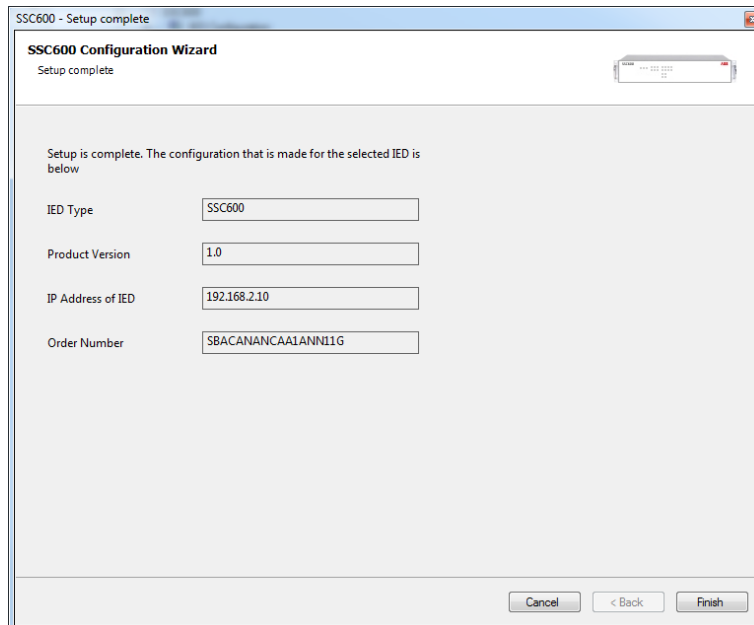 SSC600 - Setup complete
SSC600 Configuration Wizard
Setup complete
SSC600
ABB
Setup is complete. The configuration that is made for the selected IED is
below
IED Type
SSC600
Product Version
1.0
IP Address of IED
192.168.2.10
Order Number
SBACANANCAA1ANN11G
Cancel
< Back
Finish